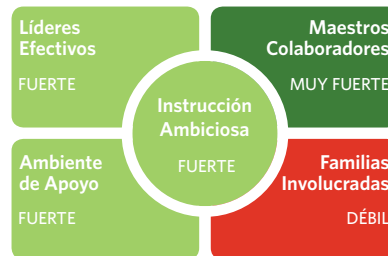 Líderes
Efectivos
FUERTE
Maestros
Colaboradores
MUY FUERTE
Instrucción
Ambiciosa
FUERTE
Ambiente
de Apoyo
FUERTE
Familias
Involucradas
DÉBIL